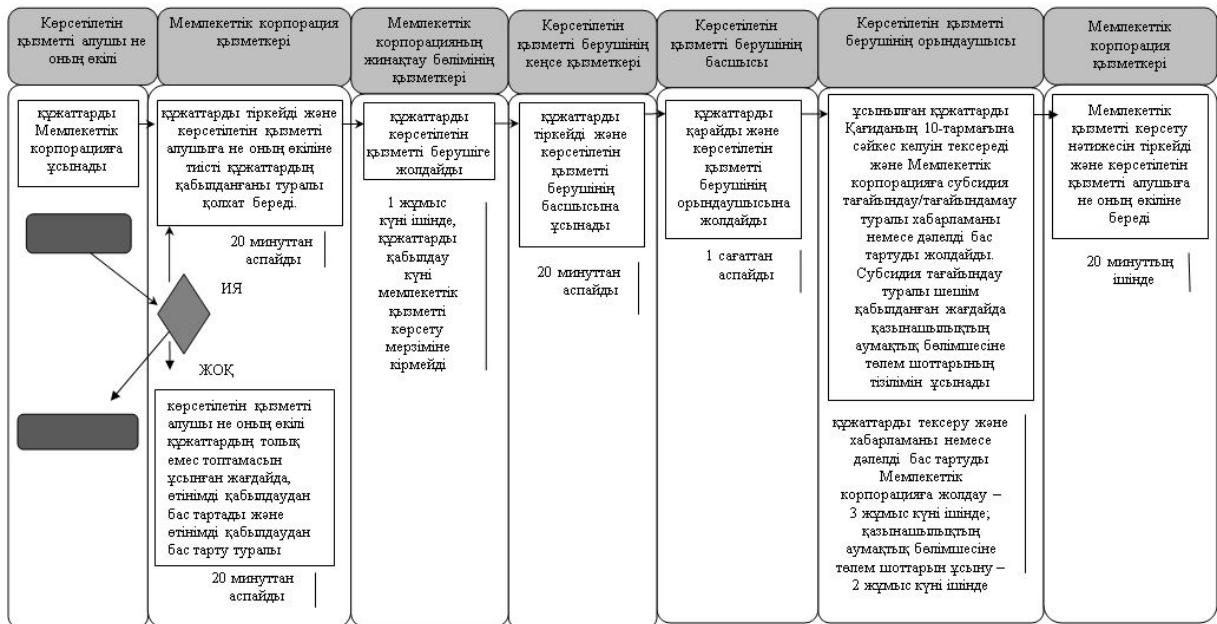 Көрсетілетін
қызметті алушы не
оның өкілі
Мемлекеттік корпорация
қызметкері
Мемлекеттік
корпорацияның
жинақтау бөлімінің
қызметкері
Көрсетілетін
қызметті берушінің
кеңсе қызметкері
Көрсетілетін
қызметті берушінің
басшысы
Көрсетілетін қызметті
берушінің орындаушысы
Мемлекеттік
корпорация
қызметкері
құжаттарды
Мемлекеттік
корпорацияға
ұсынады
құжаттарды тіркейді және
көрсетілетін қызметті
алушыға не оның өкіліне
тиісті құжаттардың
қабылданғаны туралы
қолхат береді.
20 минуттан
аспайды
ИЯ
ЖОҚ
көрсетілетін қызметті
алушы не оның өкілі
құжаттардың толық
емес топтамасын
ұсынған жағдайда,
өтінімді қабылдаудан
бас тартады және
өтінімді қабылдаудан
бас тарту туралы
20 минуттан
аспайды
құжаттарды
көрсетілетін
қызметті берушіге
жолдайды
1 жұмыс
күні ішінде,
құжаттарды
қабылдау
күні
мемлекеттік
қызметті
көрсету
мерзіміне
кірмейді
құжаттарды
тіркейді және
көрсетілетін
қызметті
берушінің
басшысына
ұсынады
20 минуттан
аспайды
құжаттарды
қарайды және
көрсетілетін
қызметті
берушінің
орындаушысына
жолдайды
1 сағаттан
аспайды
ұсынылған құжаттарды
Қағиданың 10-тармағына
сәйкес келуін тексереді
және Мемлекеттік
корпорацияға субсидия
тағайындау/тағайындамау
туралы хабарламаны
немесе дәлелді бас
тартуды жолдайды.
Субсидия тағайындау
туралы шешім
қабылданған жағдайда
қазынашылықтың
аумақтық бөлімшесіне
төлем шоттарының
тізілімін ұсынады
құжаттарды тексеру және
хабарламаны немесе
дәлелді бас тартуды
Мемлекеттік
корпорацияға жолдау –
3 жұмыс күні ішінде;
қазынашылықтың
аумақтық бөлімшесіне
төлем шоттарын ұсыну –
2 жұмыс күні ішінде
Мемлекеттік
қызметті көрсету
нәтижесін тіркейді
және көрсетілетін
қызметті алушыға
не оның өкіліне
береді
20 минуттың
ішінде